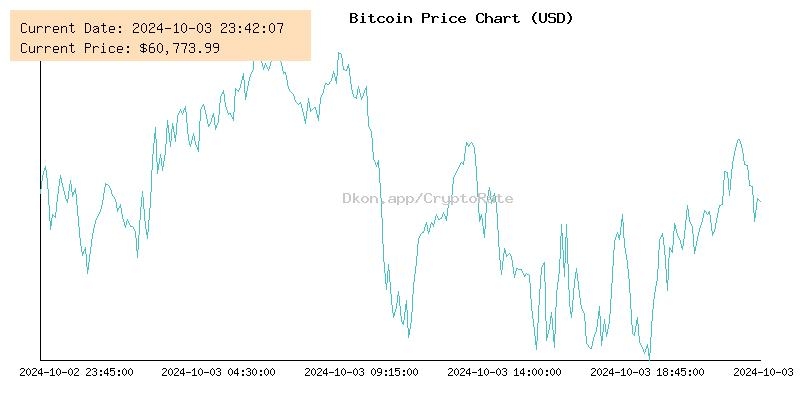 Bitcoin Price Chart (USD)
Current Date: 2024-10-03 23:42:07
Current Price: $60,773.99
Dkon.app/CryptoRate
2024-10-02 23:45:00
2024-10-03 04:30:00
2024-10-03 09:15:00
2024-10-03 14:00:00
2024-10-03 18:45:00
2024-10-03